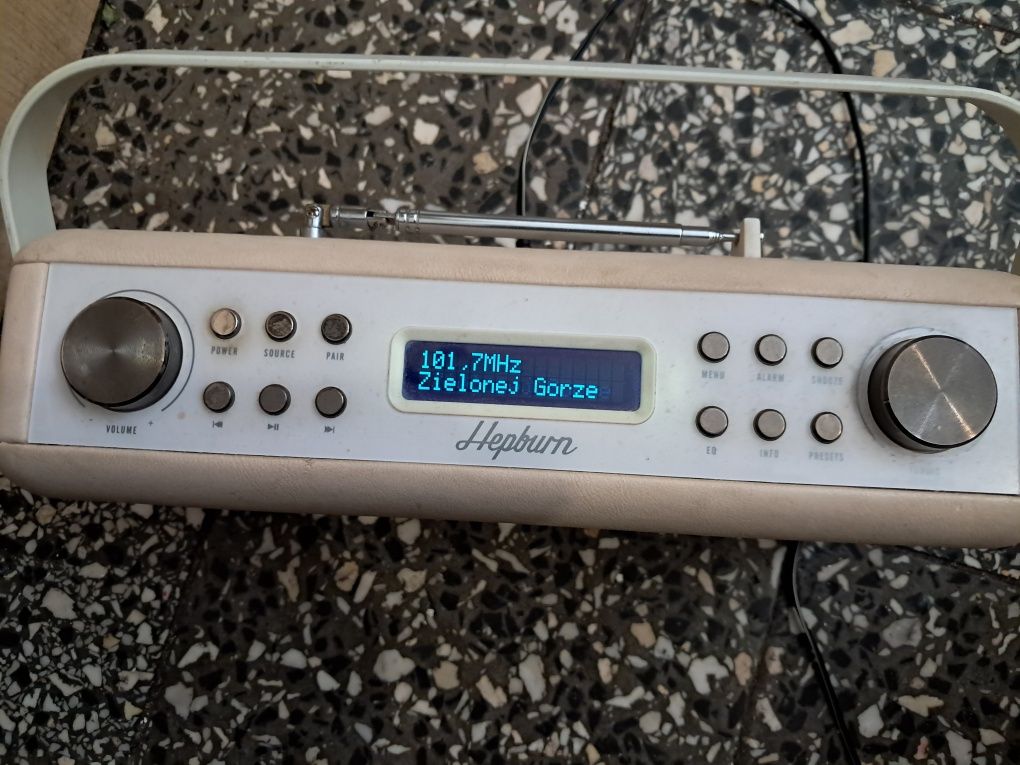 POWER SOURCE PAIR
VOLUME +
101,7MHz
Zielonej Gorze
Hepburn
MENU ALARM SNOOZE
EQ INFO PRESETS